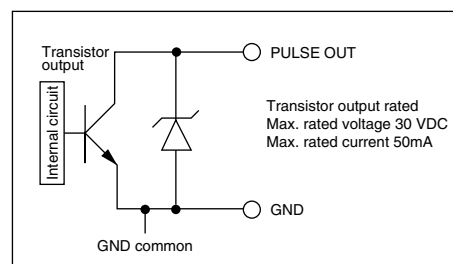 Transistor
output
PULSE OUT
Internal circuit
Transistor output rated
Max. rated voltage 30 VDC
Max. rated current 50mA
GND
GND common